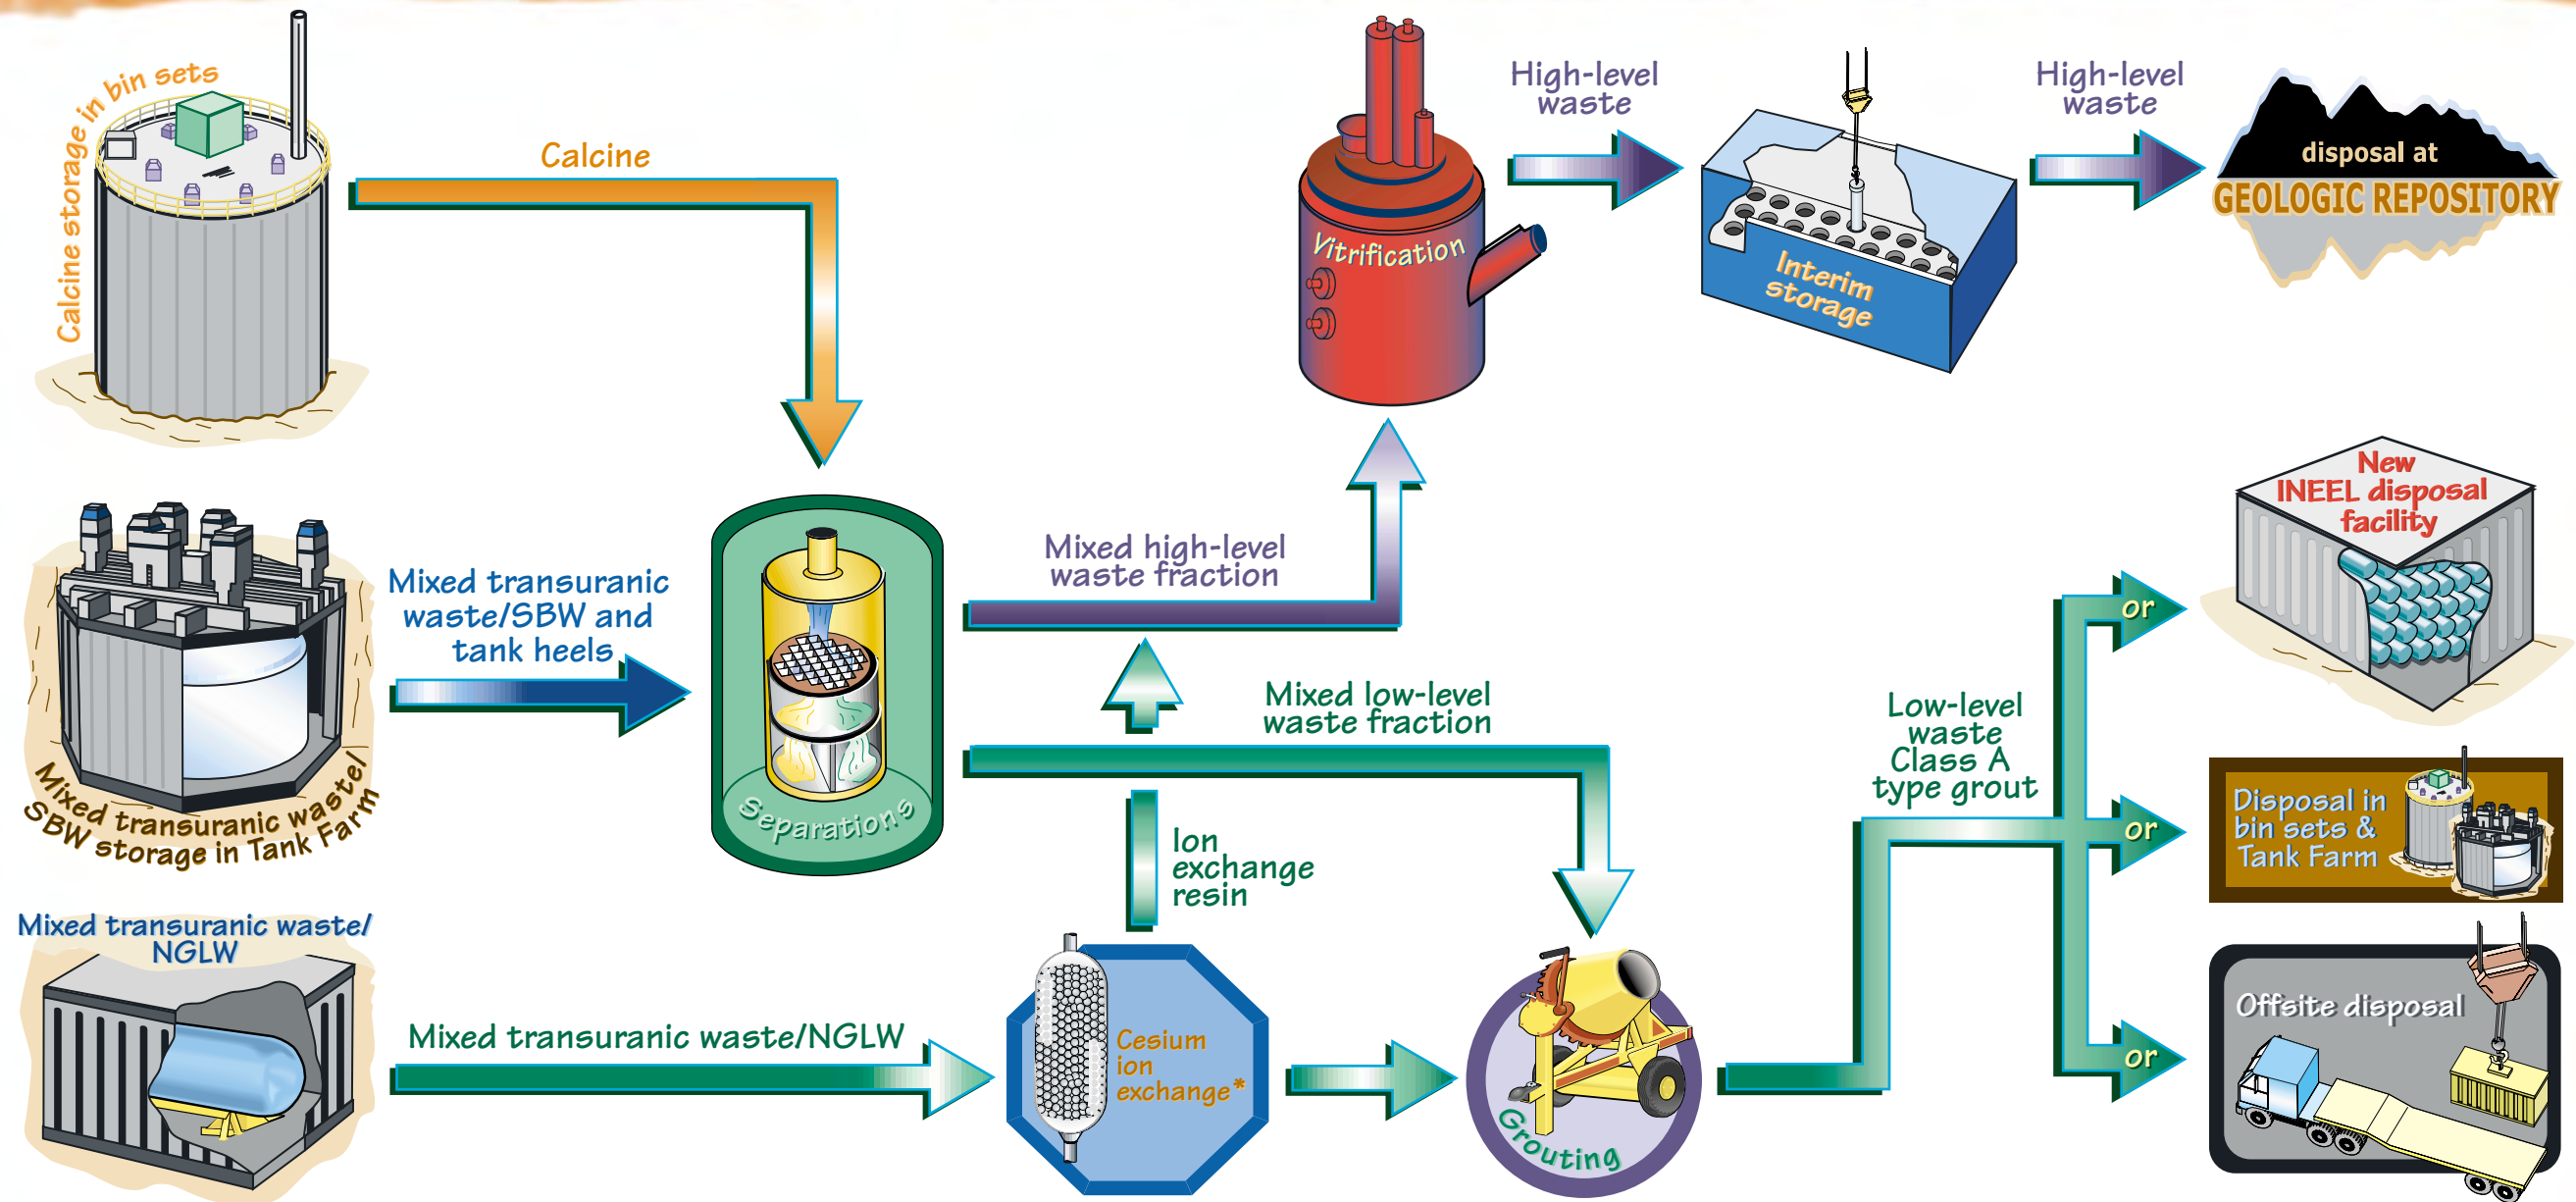 Calcine storage in bin sets
Calcine
Vitrification
High-level
waste
Interim
storage
High-level
waste
disposal at
GEOLOGIC REPOSITORY
Mixed transuranic waste/
SBW storage in Tank Farm
Mixed transuranic
waste/SBW and
tank heels
Separations
Mixed high-level
waste fraction
Mixed low-level
waste fraction
Ion
exchange
resin
Mixed transuranic waste/
NGLW
Mixed transuranic waste/NGLW
Cesium
ion
exchange*
Grouting
Low-level
waste
Class A
type grout
or
New
INEEL disposal
facility
or
Disposal in
bin sets &
Tank Farm
or
Offsite disposal